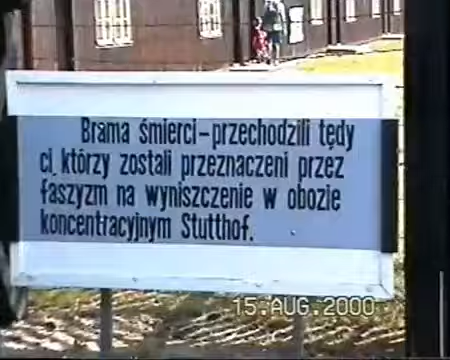 Brama śmierci-przechodzili tędy
ci, którzy zostali przeznaczeni przez
faszyzm na wyniszczenie w obozie
koncentracyjnym Stutthof.
15.AUG.2000